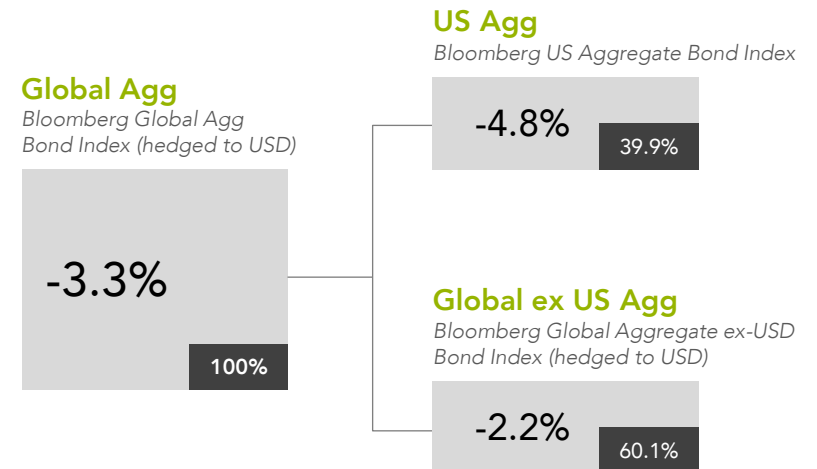 Global Agg
Bloomberg Global Agg
Bond Index (hedged to USD)
-3.3%
100%
US Agg
Bloomberg US Aggregate Bond Index
-4.8%
39.9%
Global ex US Agg
Bloomberg Global Aggregate ex-USD
Bond Index (hedged to USD)
-2.2%
60.1%